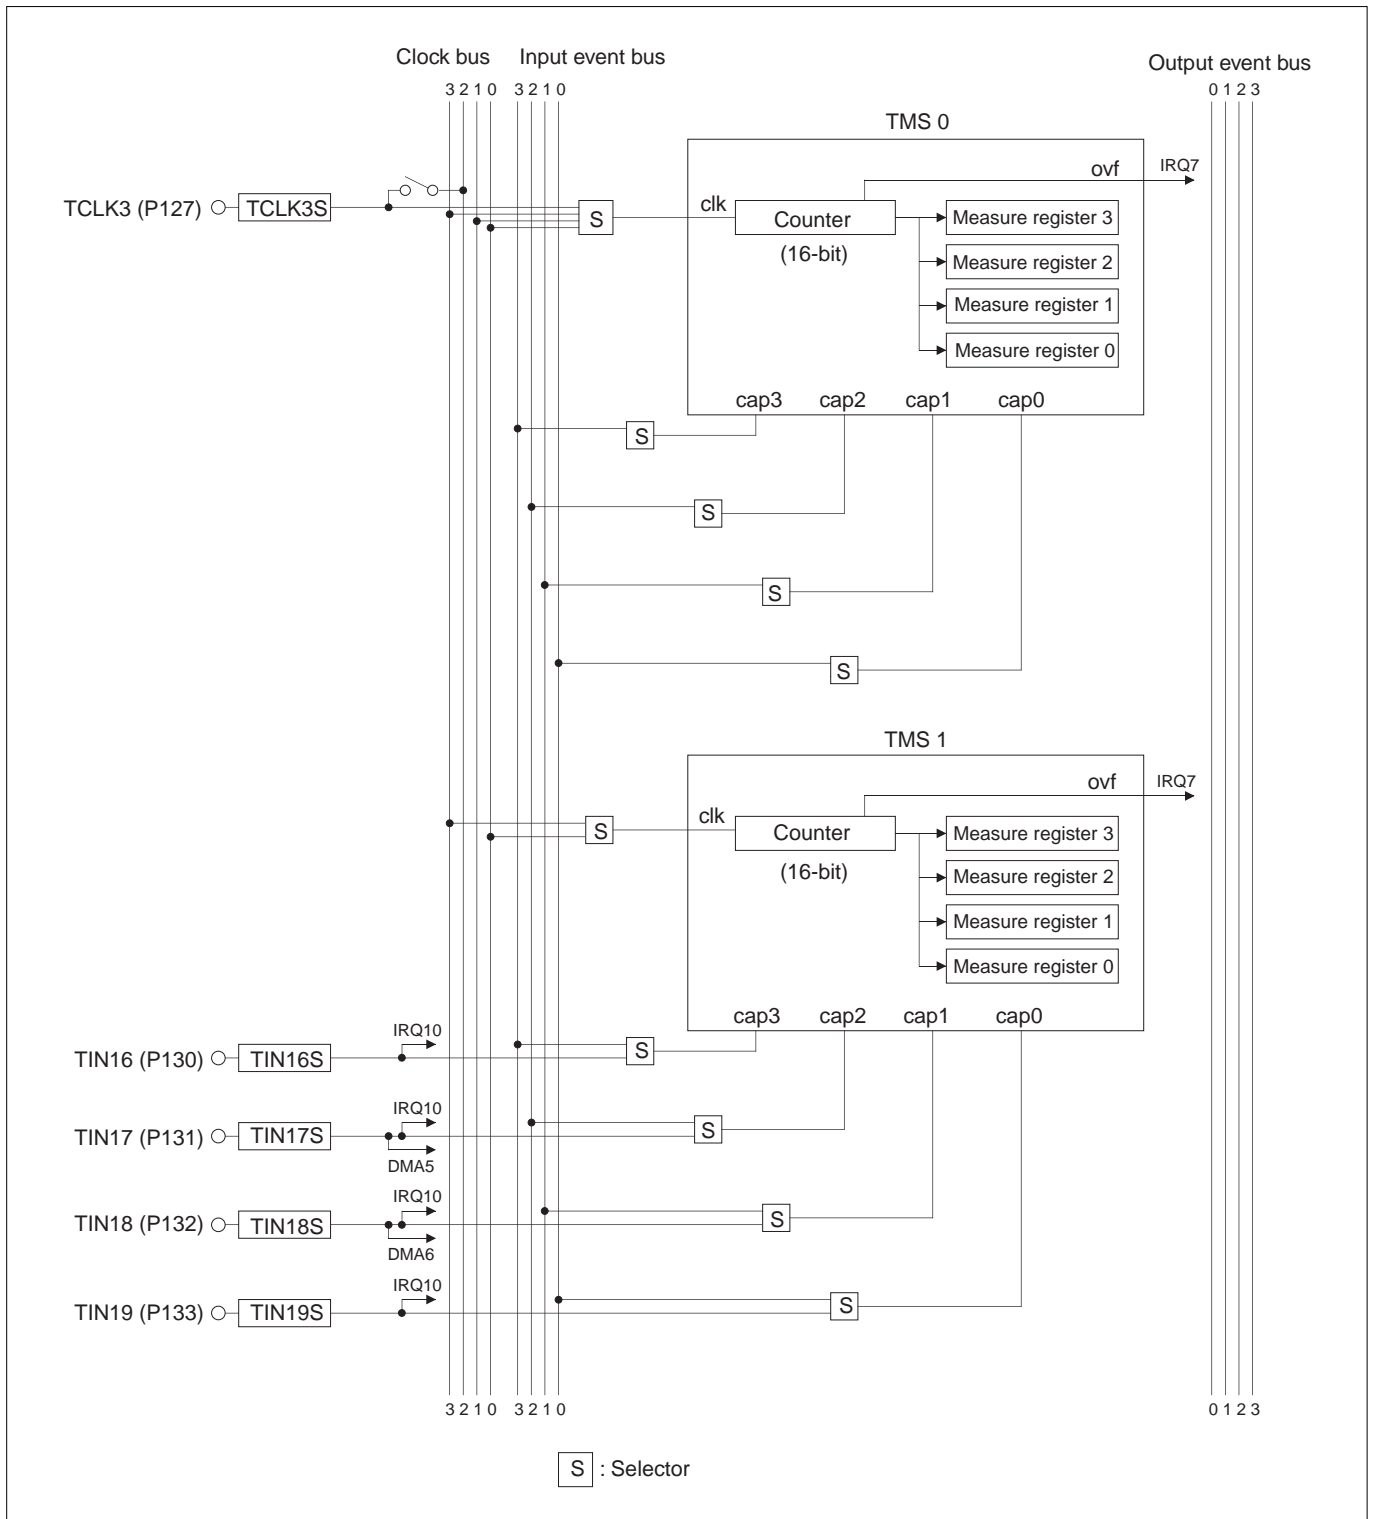 Clock bus
Input event bus
Output event bus
3 2 1 0
3 2 1 0
0 1 2 3
TMS 0
ovf
IRQ7
TCLK3 (P127)
TCLK3S
S
clk
Counter
(16-bit)
Measure register 3
Measure register 2
Measure register 1
Measure register 0
cap3
cap2
cap1
cap0
S
S
S
S
TMS 1
ovf
IRQ7
S
clk
Counter
(16-bit)
Measure register 3
Measure register 2
Measure register 1
Measure register 0
cap3
cap2
cap1
cap0
IRQ10
TIN16 (P130)
TIN16S
S
IRQ10
TIN17 (P131)
TIN17S
S
DMA5
IRQ10
TIN18 (P132)
TIN18S
S
DMA6
IRQ10
TIN19 (P133)
TIN19S
S
3 2 1 0
3 2 1 0
0 1 2 3
S : Selector